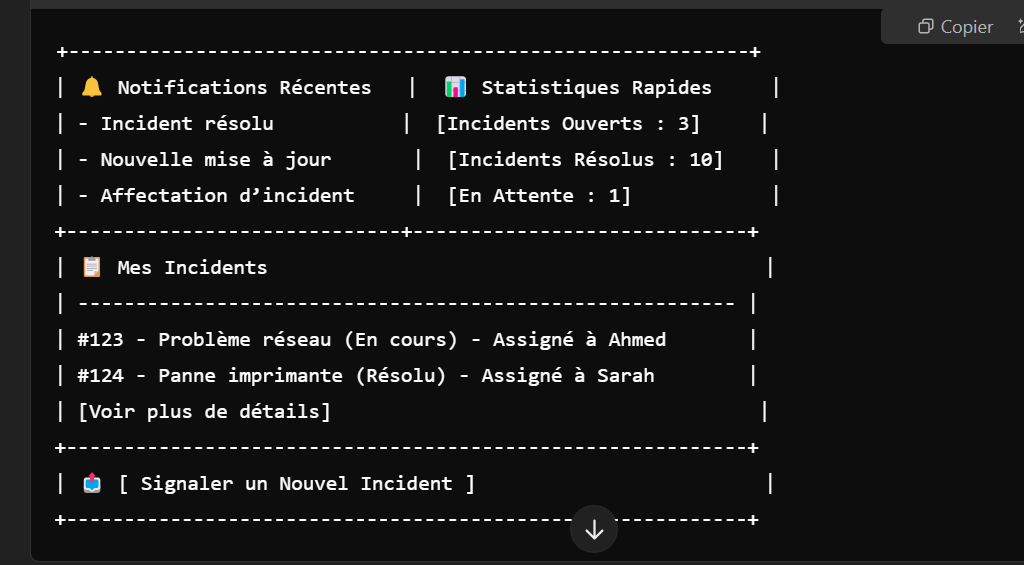 Copier
+-----------------------------------------------------------+
| 🔔 Notifications Récentes   |  📊 Statistiques Rapides     |
| - Incident résolu           |  [Incidents Ouverts : 3]     |
| - Nouvelle mise à jour       |  [Incidents Résolus : 10]    |
| - Affectation d’incident     |  [En Attente : 1]            |
+-----------------------------+-----------------------------+
| 📋 Mes Incidents                                           |
| --------------------------------------------------------- |
| #123 - Problème réseau (En cours) - Assigné à Ahmed       |
| #124 - Panne imprimante (Résolu) - Assigné à Sarah        |
| [Voir plus de détails]                                     |
+-----------------------------------------------------------+
| 📤 [ Signaler un Nouvel Incident ]                         |
+-----------------------------------------------------------+